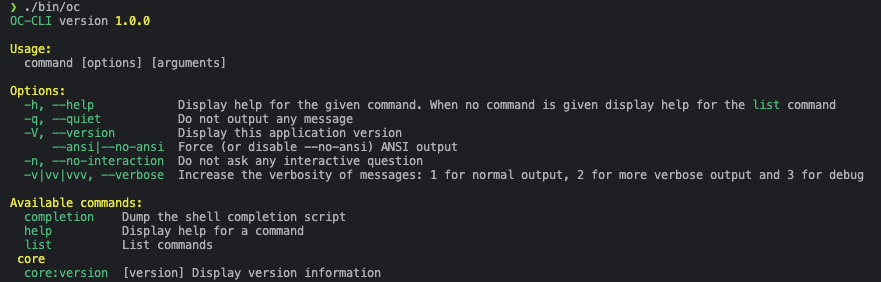 ❯ ./bin/oc
OC-CLI version 1.0.0
Usage:
command [options] [arguments]
Options:
-h, --help Display help for the given command. When no command is given display help for the list command
-q, --quiet Do not output any message
-V, --version Display this application version
--ansi|--no-ansi Force (or disable --no-ansi) ANSI output
-n, --no-interaction Do not ask any interactive question
-v|vv|vvv, --verbose Increase the verbosity of messages: 1 for normal output, 2 for more verbose output and 3 for debug
Available commands:
completion Dump the shell completion script
help Display help for a command
list List commands
core
core:version [version] Display version information